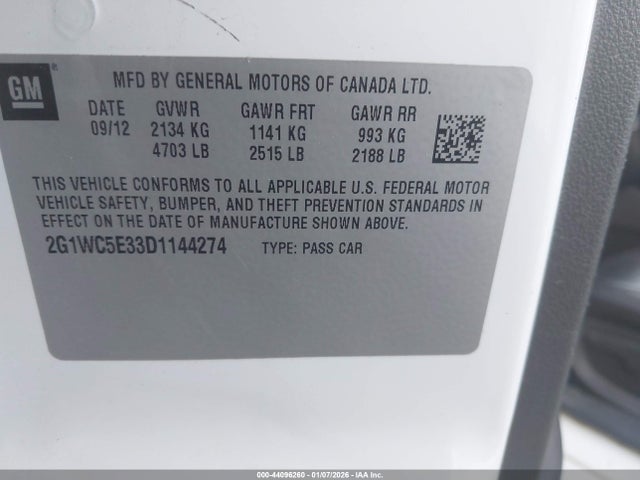 GM
MFD BY GENERAL MOTORS OF CANADA LTD.
DATE GVWR GAWR FRT GAWR RR
09/12 2134 KG 1141 KG 993 KG
4703 LB 2515 LB 2188 LB
THIS VEHICLE CONFORMS TO ALL APPLICABLE U.S. FEDERAL MOTOR
VEHICLE SAFETY, BUMPER, AND THEFT PREVENTION STANDARDS IN
EFFECT ON THE DATE OF MANUFACTURE SHOWN ABOVE.
2G1WC5E33D1144274 TYPE: PASS CAR
000-44096260 - 01/07/2026 - IAAI Inc.